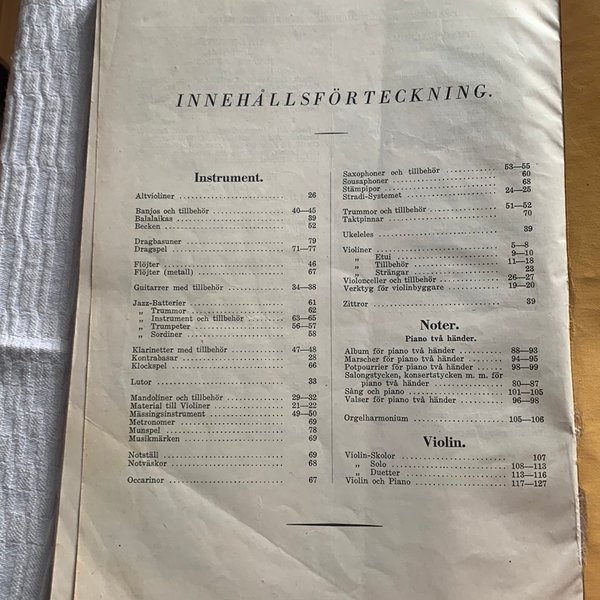 INNEHÅLLSFÖRTECKNING.
Instrument.
Altvioliner 26
Banjos och tillbehör 40—45
Balalaikas 39
Becken 52
Dragbasuner 79
Dragspel 71—77
Flöjter 46
Flöjter (metall) 67
Guitarrer med tillbehör 34—38
Jazz-Batterier 61
„ Trummor 62
„ Instrument och tillbehör 63—65
„ Trumpeter 56—57
„ Sordiner 58
Klarinetter med tillbehör 47—48
Kontrabasar 28
Klockspel 66
Lutor 33
Mandoliner och tillbehör 29—32
Material till Violiner 21—22
Mässingsinstrument 49—50
Metronomer 69
Munspel 78
Musikmärken 69
Notställ 69
Notväskor 68
Occarinor 67
Saxophoner och tillbehör 53—55
Sousaphoner 60
Stämpipor 68
Stradi-Systemet 24—25
Trummor och tillbehör 51—52
Taktpinnar 70
Ukeleles 39
Violiner 5—8
„ Etui 9—10
„ Tillbehör 11—18
„ Strängar 23
Violonceller och tillbehör 26—27
Verktyg för violinbyggare 19—20
Zittror 39
Noter.
Piano två händer.
Album för piano två händer 88—93
Marscher för piano två händer 94—95
Potpourrier för piano två händer 98—99
Salongstycken, konsertstycken m. m. för
piano två händer 80—87
Sång och piano 101—105
Valser för piano två händer 96—98
Orgelharmonium 105—106
Violin.
Violin-Skolor 107
„ Solo 108—113
„ Duetter 113—116
Violin och Piano 117—127